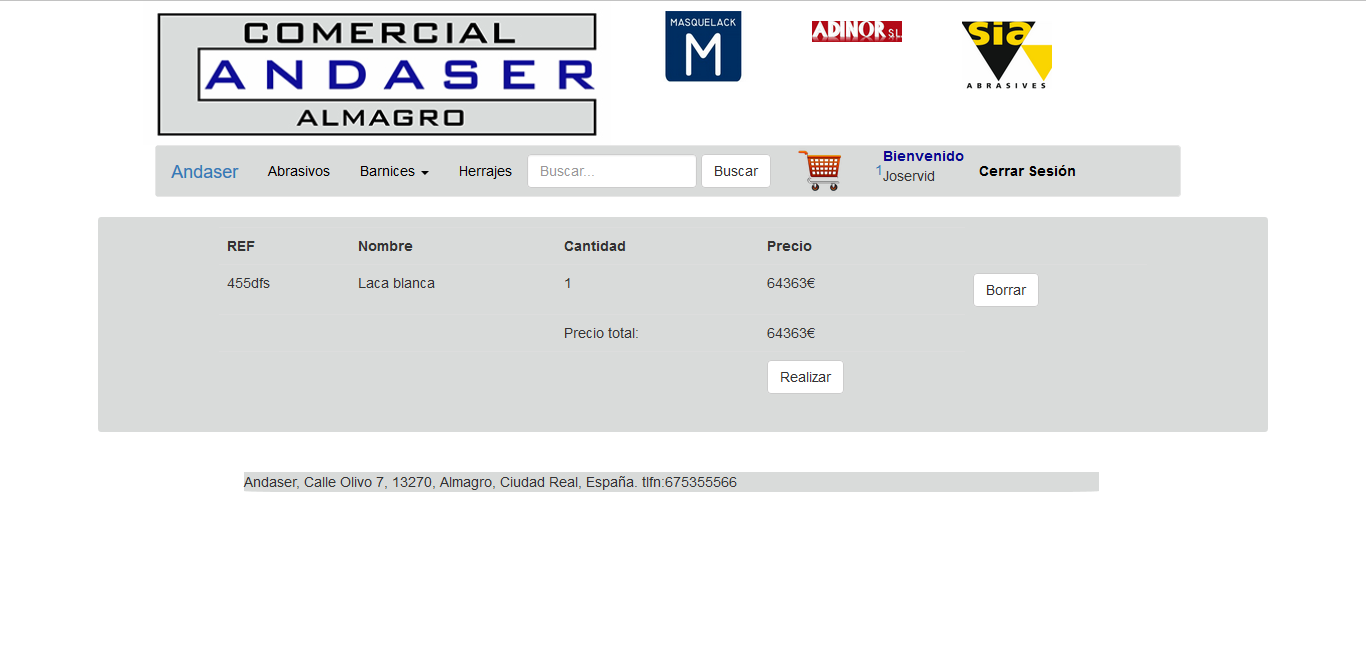 COMERCIAL
ANDASER
ALMAGRO
MASQUELACK
M
ADINOR S.L.
sia
ABRASIVES
Andaser Abrasivos Barnices Herrajes Buscar... Buscar 1 Bienvenido Joservid Cerrar Sesión
REF Nombre Cantidad Precio
455dfs Laca blanca 1 64363€ Borrar
Precio total: 64363€
Realizar
Andaser, Calle Olivo 7, 13270, Almagro, Ciudad Real, España. tlfn:675355566